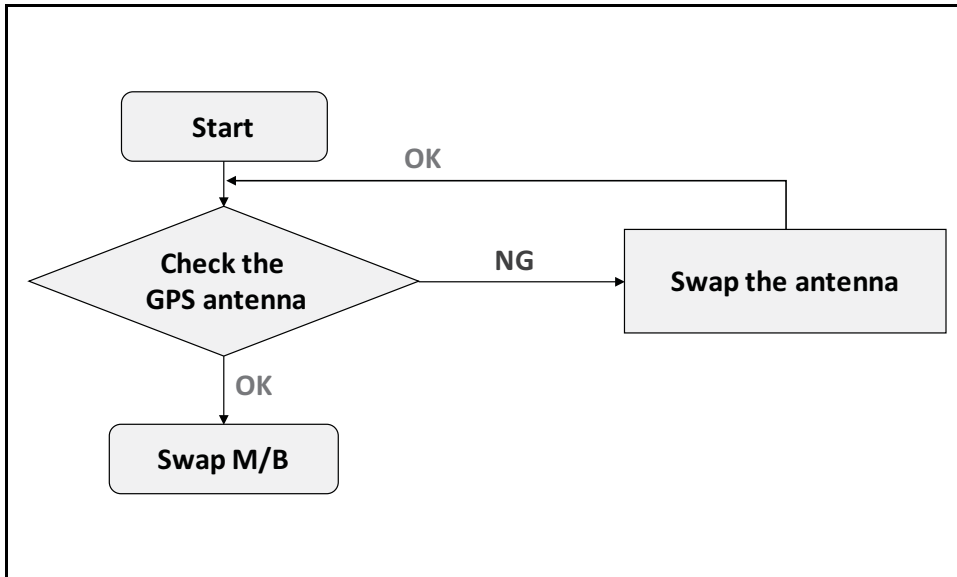 Start
OK
Check the
GPS antenna
NG
Swap the antenna
OK
Swap M/B